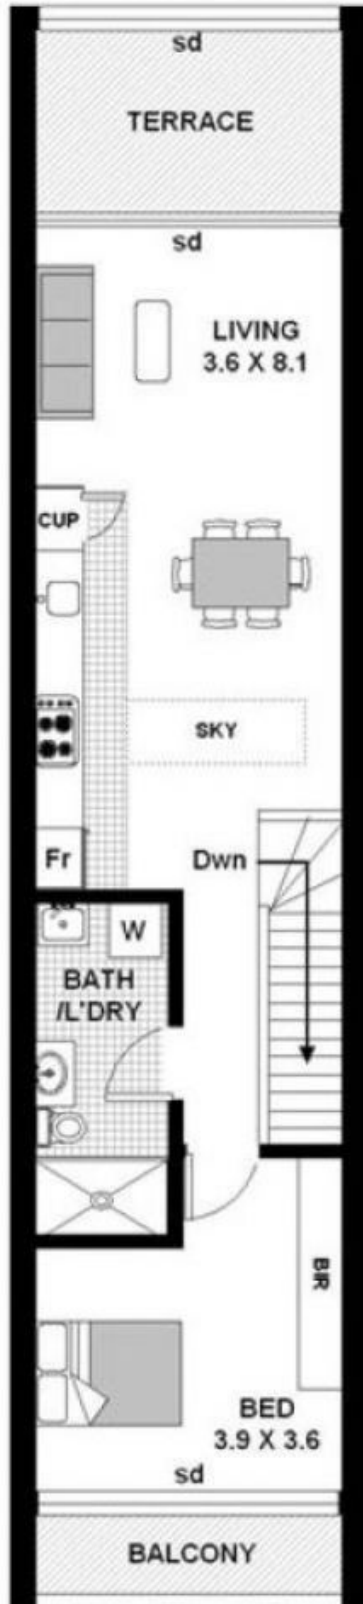 sd
TERRACE
sd
LIVING
3.6 X 8.1
CUP
SKY
Fr
Dwn
W
BATH
/L'DRY
BIR
BED
3.9 X 3.6
sd
BALCONY